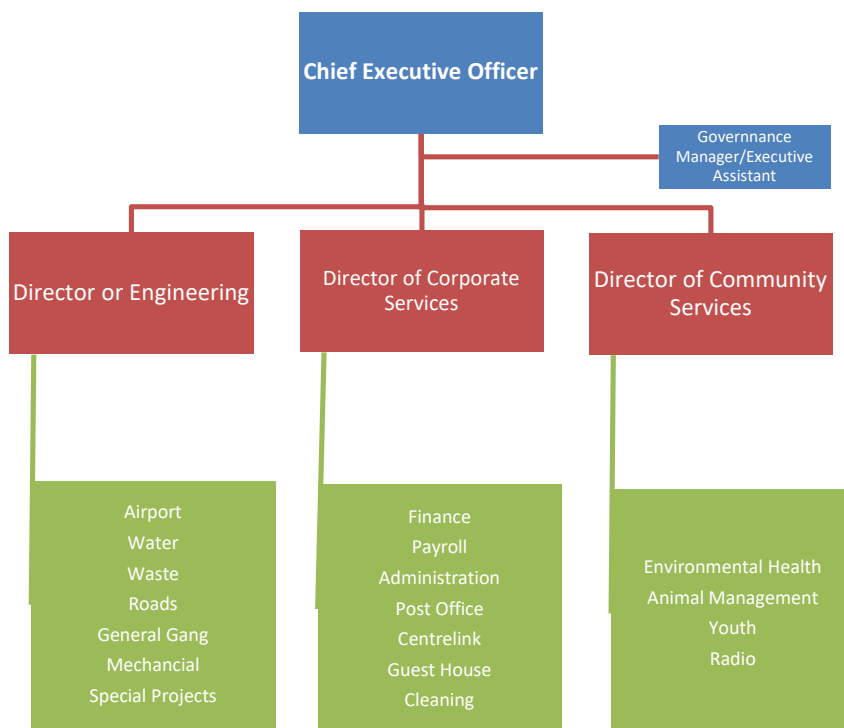 Chief Executive Officer
Governnance
Manager/Executive
Assistant
Director or Engineering
Director of Corporate
Services
Director of Community
Services
Airport
Water
Waste
Roads
General Gang
Mechancial
Special Projects
Finance
Payroll
Administration
Post Office
Centrelink
Guest House
Cleaning
Environmental Health
Animal Management
Youth
Radio